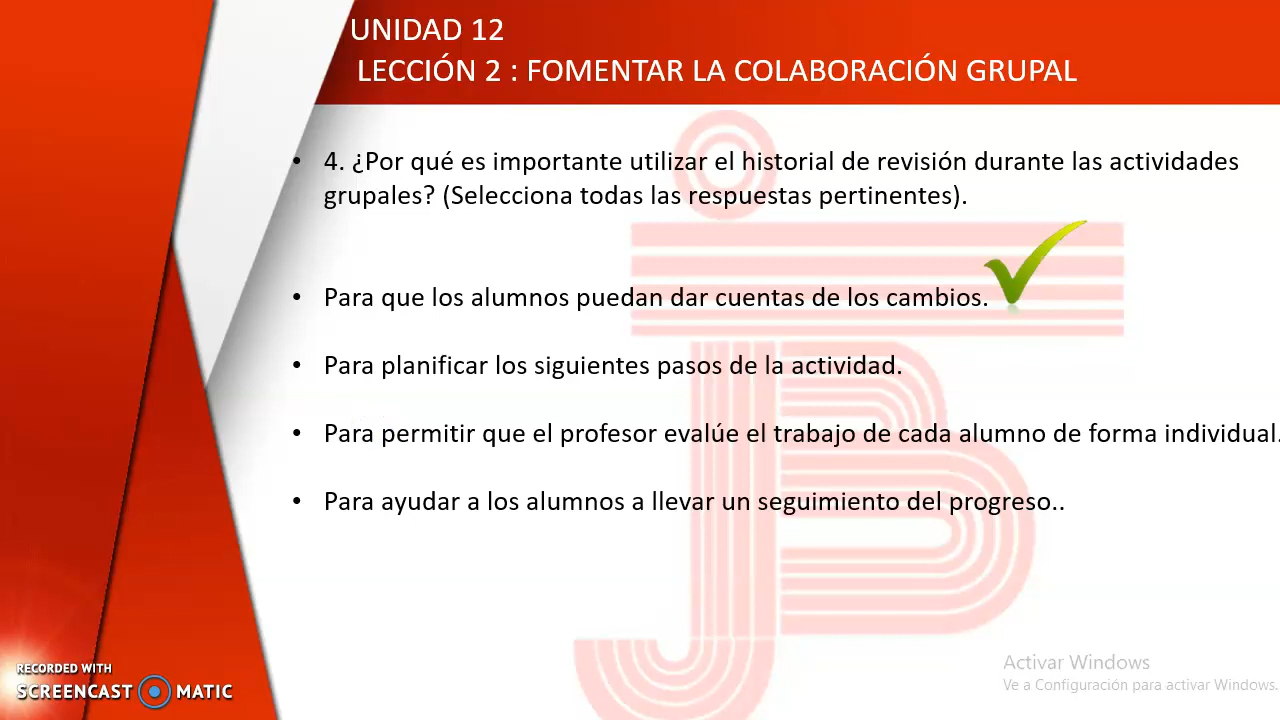 UNIDAD 12
LECCIÓN 2 : FOMENTAR LA COLABORACIÓN GRUPAL
• 4. ¿Por qué es importante utilizar el historial de revisión durante las actividades
grupales? (Selecciona todas las respuestas pertinentes).
• Para que los alumnos puedan dar cuentas de los cambios.
• Para planificar los siguientes pasos de la actividad.
• Para permitir que el profesor evalúe el trabajo de cada alumno de forma individual.
• Para ayudar a los alumnos a llevar un seguimiento del progreso..
RECORDED WITH
SCREENCAST MATIC
Activar Windows
Ve a Configuración para activar Windows.